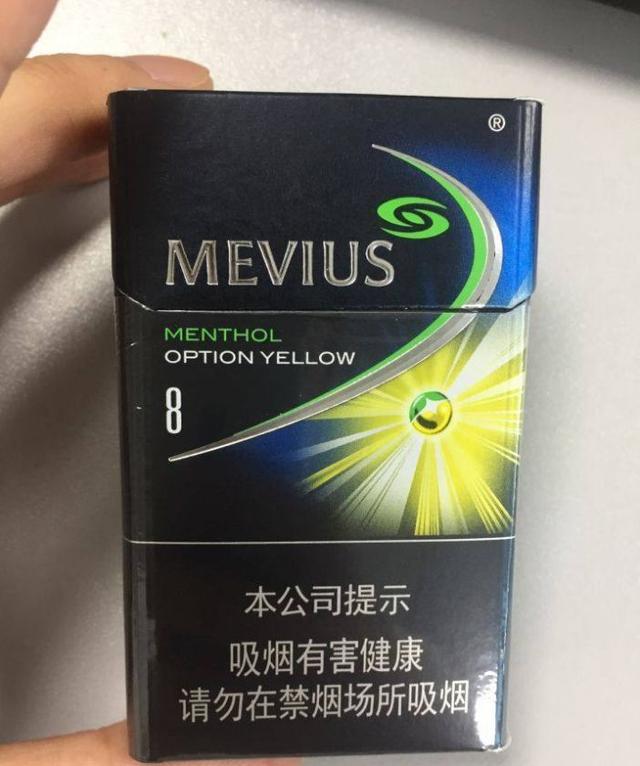 ®
MEVIUS
MENTHOL
OPTION YELLOW
8
本公司提示
吸烟有害健康
请勿在禁烟场所吸烟